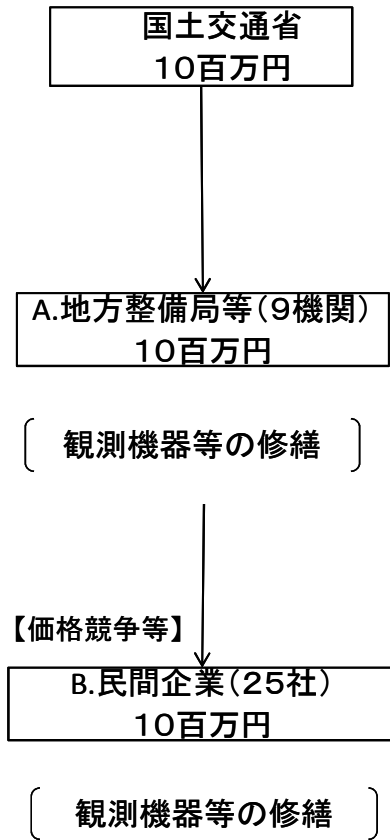 国土交通省
10百万円
A.地方整備局等(9機関)
10百万円
観測機器等の修繕
【価格競争等】
B.民間企業(25社)
10百万円
観測機器等の修繕